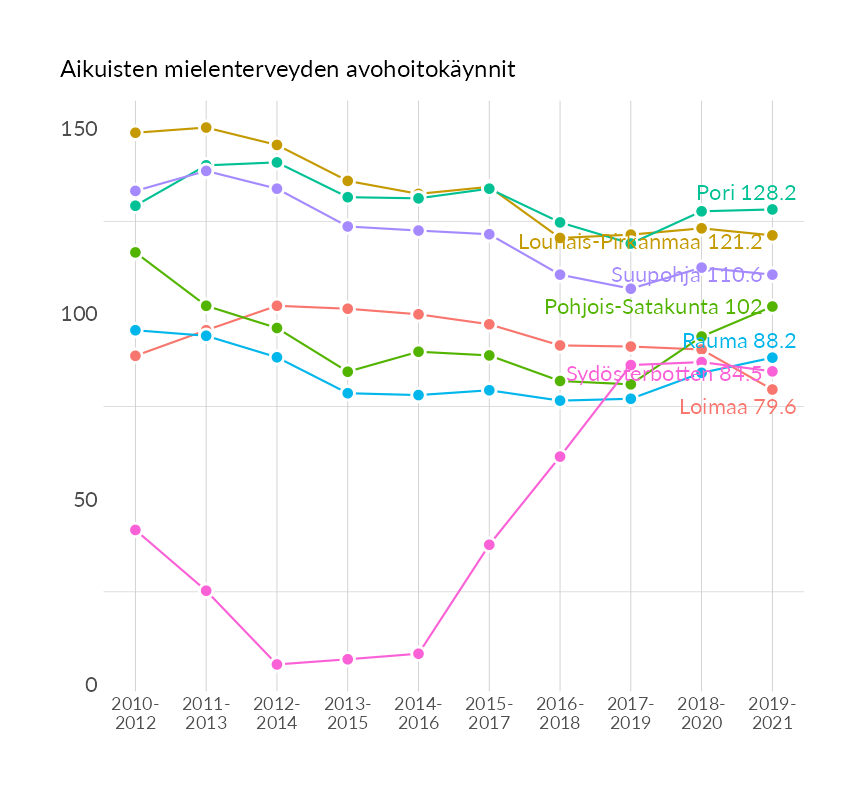 Aikuisten mielenterveyden avohoitokäynnit
150
Pori 128.2
Lounais-Pirkanmaa 121.2
Suupohja 110.6
Pohjois-Satakunta 102
100
Rauma 88.2
Sydösterbotten 84.5
Loimaa 79.6
50
0
2010- 2011- 2012- 2013- 2014- 2015- 2016- 2017- 2018- 2019-
2012 2013 2014 2015 2016 2017 2018 2019 2020 2021